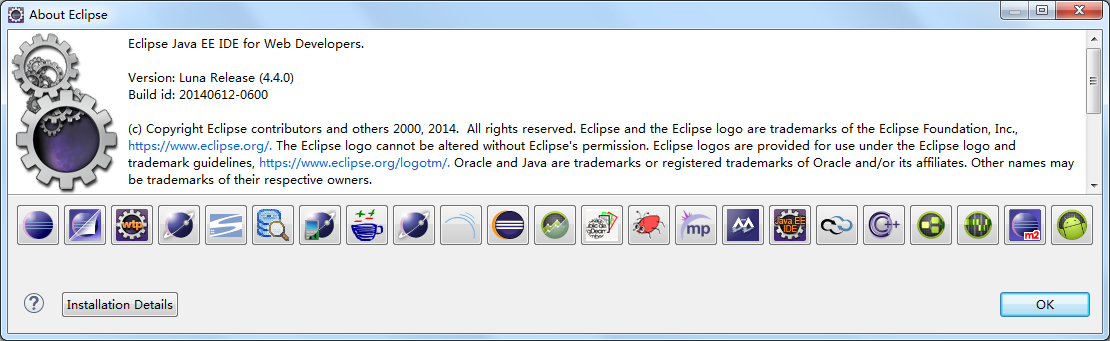 About Eclipse
Eclipse Java EE IDE for Web Developers.
Version: Luna Release (4.4.0)
Build id: 20140612-0600
(c) Copyright Eclipse contributors and others 2000, 2014.  All rights reserved. Eclipse and the Eclipse logo are trademarks of the Eclipse Foundation, Inc.,
https://www.eclipse.org/. The Eclipse logo cannot be altered without Eclipse's permission. Eclipse logos are provided for use under the Eclipse logo and
trademark guidelines, https://www.eclipse.org/logotm/. Oracle and Java are trademarks or registered trademarks of Oracle and/or its affiliates. Other names may
be trademarks of their respective owners.
wtp
mp
Java EE
IDE
C++
m2
?
Installation Details
OK